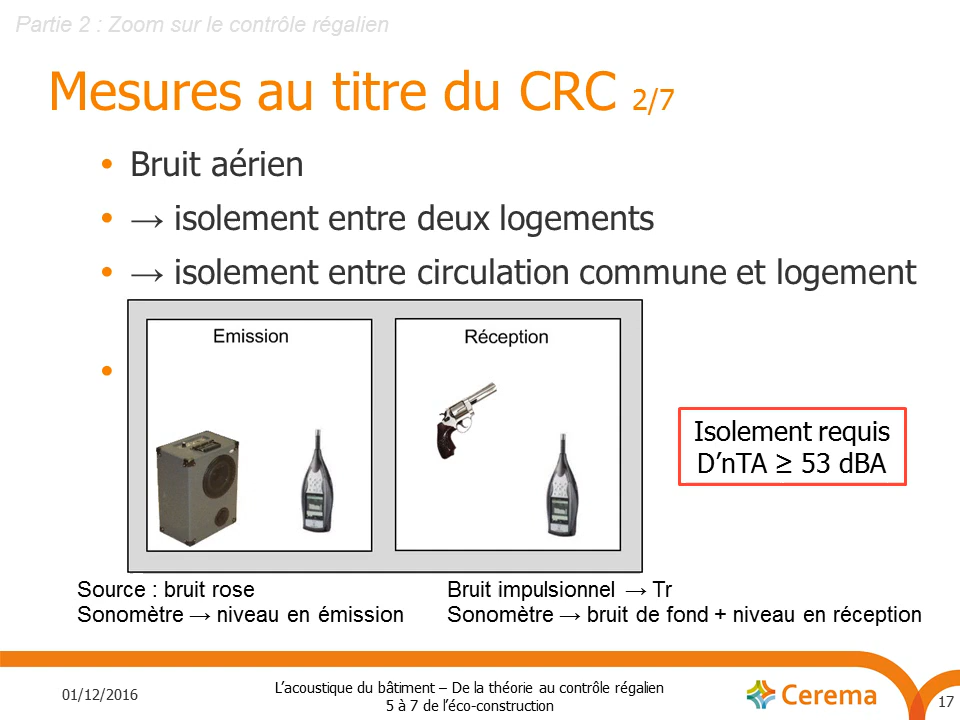 Partie 2 : Zoom sur le contrôle régalien
Mesures au titre du CRC 2/7
• Bruit aérien
• → isolement entre deux logements
• → isolement entre circulation commune et logement
•
Emission
Réception
Isolement requis
D’nTA ≥ 53 dBA
Source : bruit rose
Sonomètre → niveau en émission
Bruit impulsionnel → Tr
Sonomètre → bruit de fond + niveau en réception
01/12/2016
L’acoustique du bâtiment – De la théorie au contrôle régalien
5 à 7 de l’éco-construction
Cerema
17